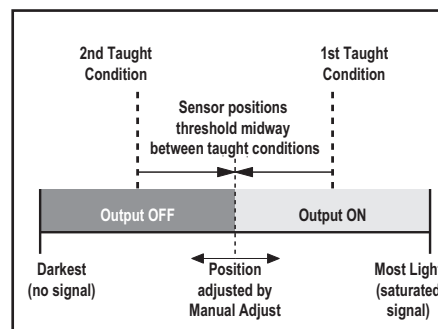 2nd Taught
Condition
1st Taught
Condition
Sensor positions
threshold midway
between taught conditions
Output OFF
Output ON
Darkest
(no signal)
Position
adjusted by
Manual Adjust
Most Light
(saturated
signal)